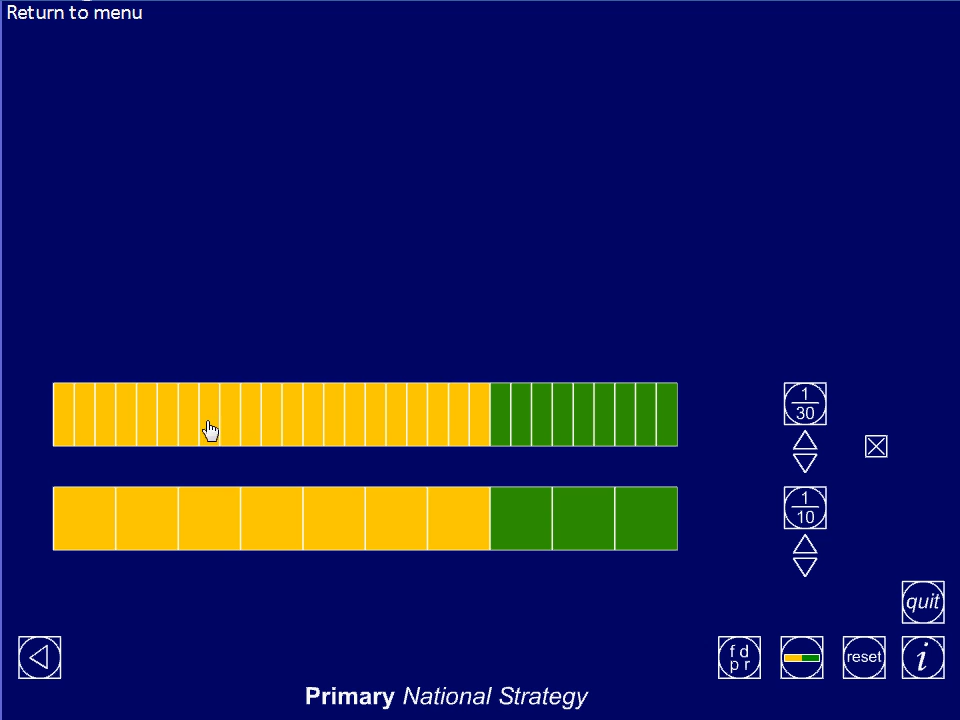 Return to menu
1
30
1
10
quit
f d
p r
reset
i
Primary National Strategy